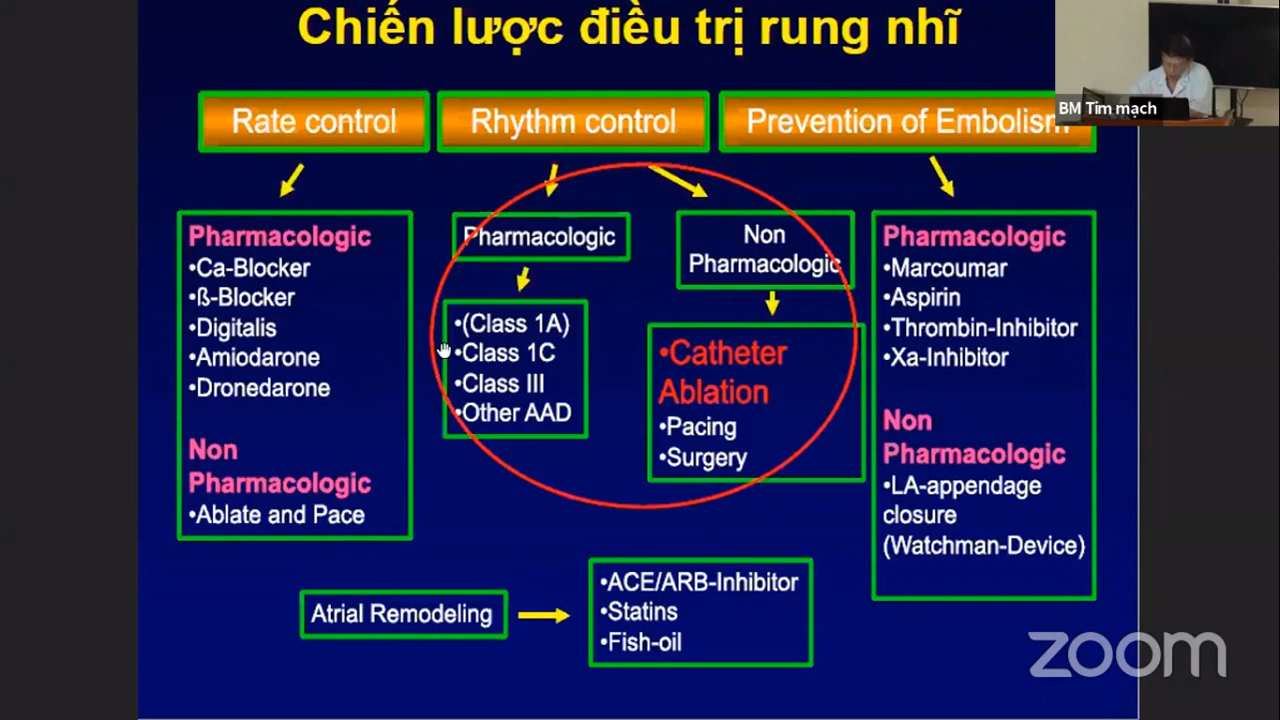 Chiến lược điều trị rung nhĩ
BM Tim mạch
Rate control
Rhythm control
Prevention of Embolism
Pharmacologic
•Ca-Blocker
•ß-Blocker
•Digitalis
•Amiodarone
•Dronedarone
Non
Pharmacologic
•Ablate and Pace
Pharmacologic
•(Class 1A)
•Class 1C
•Class III
•Other AAD
Non
Pharmacologic
•Catheter
Ablation
•Pacing
•Surgery
Pharmacologic
•Marcoumar
•Aspirin
•Thrombin-Inhibitor
•Xa-Inhibitor
Non
Pharmacologic
•LA-appendage
closure
(Watchman-Device)
Atrial Remodeling
•ACE/ARB-Inhibitor
•Statins
•Fish-oil
zoom